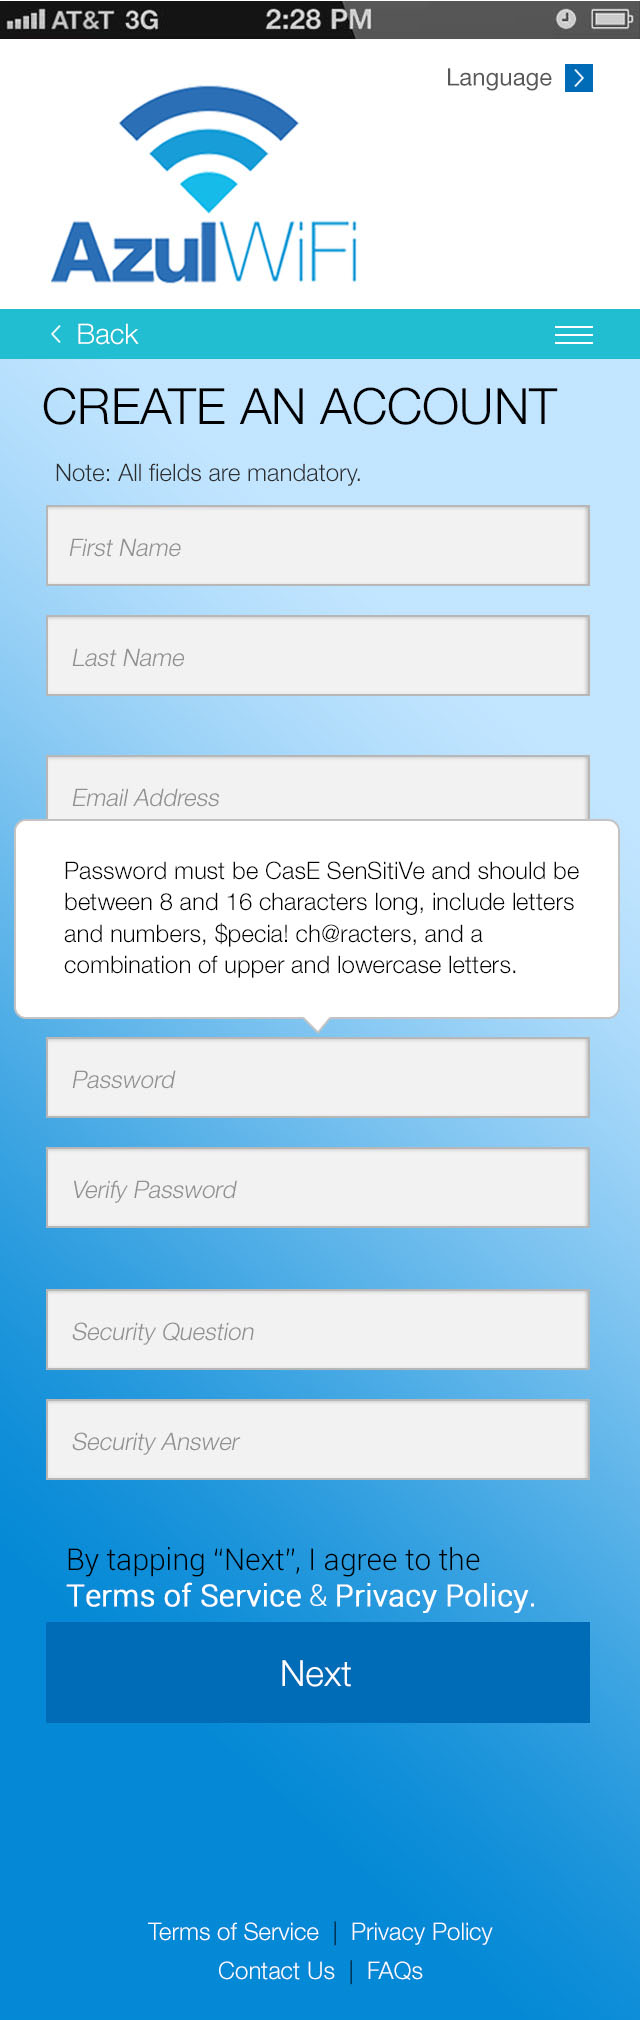 AT&T 3G 2:28 PM
Language
AzulWiFi
Back
CREATE AN ACCOUNT
Note: All fields are mandatory.
First Name
Last Name
Email Address
Password must be CasE SenSitiVe and should be
between 8 and 16 characters long, include letters
and numbers, $pecia! ch@racters, and a
combination of upper and lowercase letters.
Password
Verify Password
Security Question
Security Answer
By tapping “Next”, I agree to the
Terms of Service & Privacy Policy.
Next
Terms of Service | Privacy Policy
Contact Us | FAQs